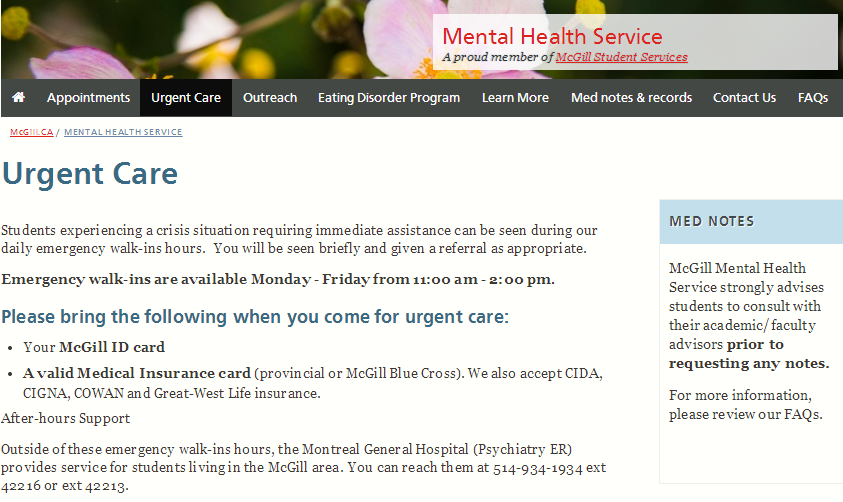 Mental Health Service
A proud member of McGill Student Services
Appointments Urgent Care Outreach Eating Disorder Program Learn More Med notes & records Contact Us FAQs
McGILL.CA / MENTAL HEALTH SERVICE
Urgent Care
Students experiencing a crisis situation requiring immediate assistance can be seen during our
daily emergency walk-ins hours. You will be seen briefly and given a referral as appropriate.
Emergency walk-ins are available Monday - Friday from 11:00 am - 2:00 pm.
Please bring the following when you come for urgent care:
• Your McGill ID card
• A valid Medical Insurance card (provincial or McGill Blue Cross). We also accept CIDA,
CIGNA, COWAN and Great-West Life insurance.
After-hours Support
Outside of these emergency walk-ins hours, the Montreal General Hospital (Psychiatry ER)
provides service for students living in the McGill area. You can reach them at 514-934-1934 ext
42216 or ext 42213.
MED NOTES
McGill Mental Health
Service strongly advises
students to consult with
their academic/faculty
advisors prior to
requesting any notes.
For more information,
please review our FAQs.